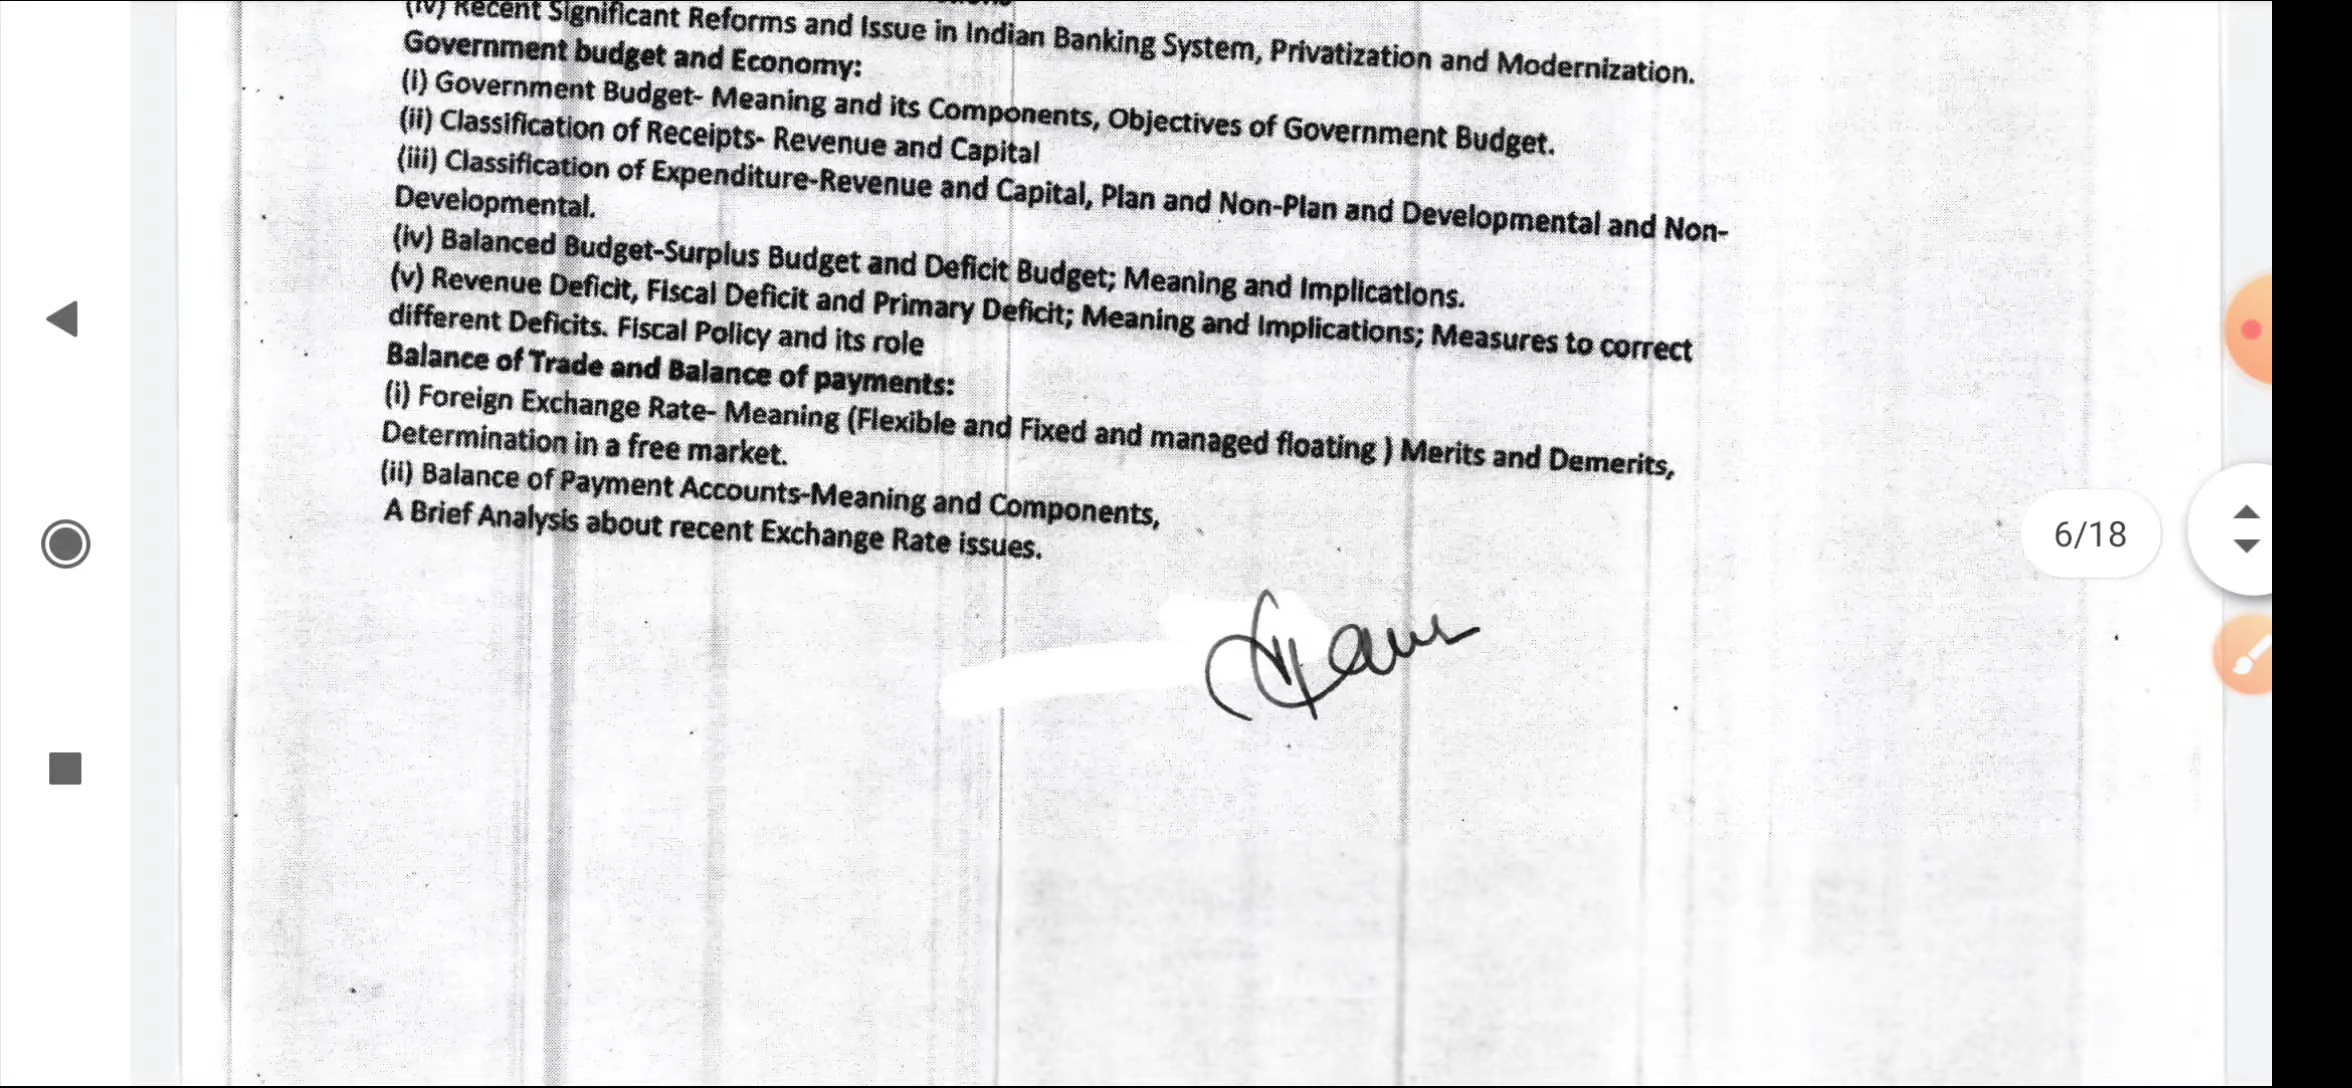 (iv) Recent Significant Reforms and Issue in Indian Banking System, Privatization and Modernization.
Government budget and Economy:
(i) Government Budget- Meaning and its Components, Objectives of Government Budget.
(ii) Classification of Receipts- Revenue and Capital
(iii) Classification of Expenditure-Revenue and Capital, Plan and Non-Plan and Developmental and Non-
Developmental.
(iv) Balanced Budget-Surplus Budget and Deficit Budget; Meaning and Implications.
(v) Revenue Deficit, Fiscal Deficit and Primary Deficit; Meaning and Implications; Measures to correct
different Deficits. Fiscal Policy and its role
Balance of Trade and Balance of payments:
(i) Foreign Exchange Rate- Meaning (Flexible and Fixed and managed floating ) Merits and Demerits,
Determination in a free market.
(ii) Balance of Payment Accounts-Meaning and Components,
A Brief Analysis about recent Exchange Rate issues.
6/18